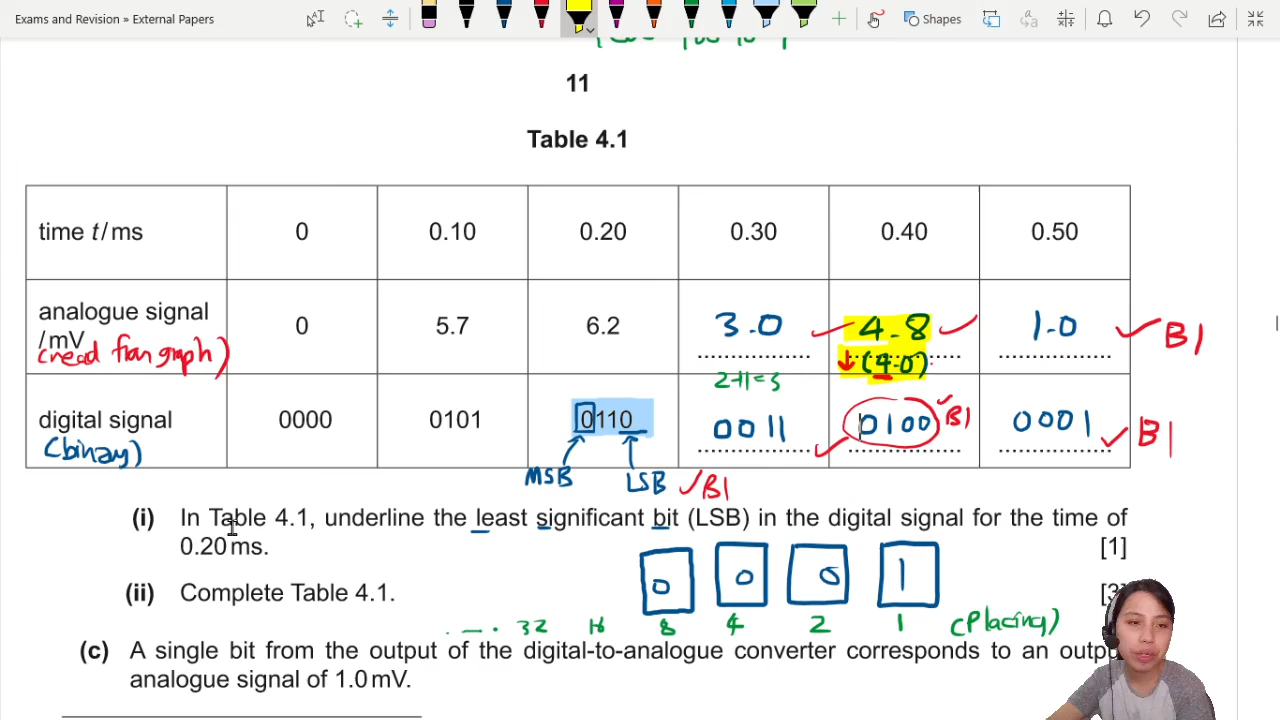 Exams and Revision » External Papers
Shapes
11
Table 4.1
time t / ms 0 0.10 0.20 0.30 0.40 0.50
analogue signal /mV 0 5.7 6.2 3.0 4.8 1.0 B1
(read from graph) ↓(4.0)
2+1=3
digital signal 0000 0101 0110 0011 0100 B1 0001 B1
(binary)
MSB LSB B1
(i) In Table 4.1, underline the least significant bit (LSB) in the digital signal for the time of
0.20 ms. [1]
0 0 0 1
(ii) Complete Table 4.1. [3]
32 16 8 4 2 1 (Placing)
(c) A single bit from the output of the digital-to-analogue converter corresponds to an output
analogue signal of 1.0 mV.